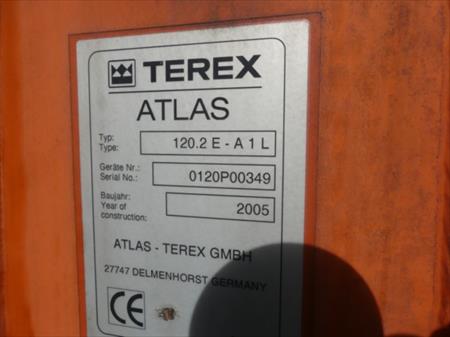 TEREX
ATLAS
Typ:
Type:
120.2 E - A 1 L
Geräte Nr.:
Serial No.:
0120P00349
Baujahr:
Year of
construction:
2005
ATLAS - TEREX GMBH
27747 DELMENHORST GERMANY
CE